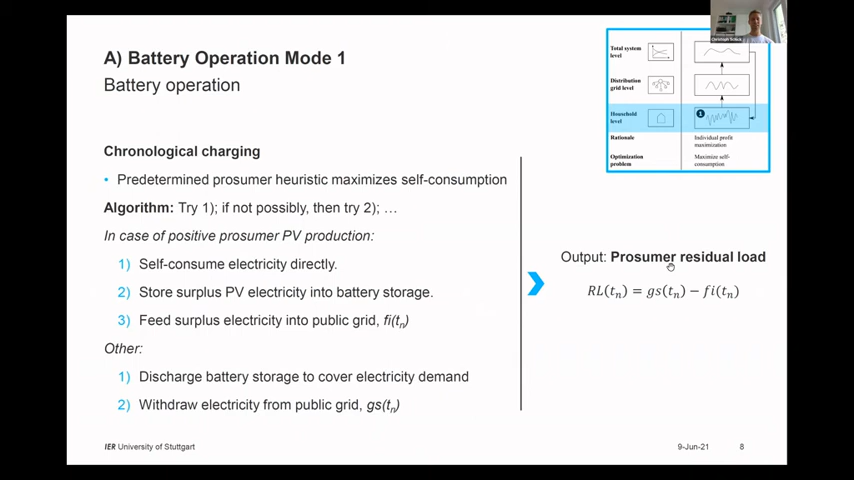 A) Battery Operation Mode 1
Battery operation
Chronological charging
• Predetermined prosumer heuristic maximizes self-consumption
Algorithm: Try 1); if not possibly, then try 2); …
In case of positive prosumer PV production:
1) Self-consume electricity directly.
2) Store surplus PV electricity into battery storage.
3) Feed surplus electricity into public grid, fi(tn)
Other:
1) Discharge battery storage to cover electricity demand
2) Withdraw electricity from public grid, gs(tn)
Total system
level
Distribution
grid level
Household
level
1
Rationale
Individual profit
maximization
Optimization
problem
Maximize self-
consumption
Output: Prosumer residual load
RL(tn) = gs(tn) − fi(tn)
IER University of Stuttgart
9-Jun-21
8